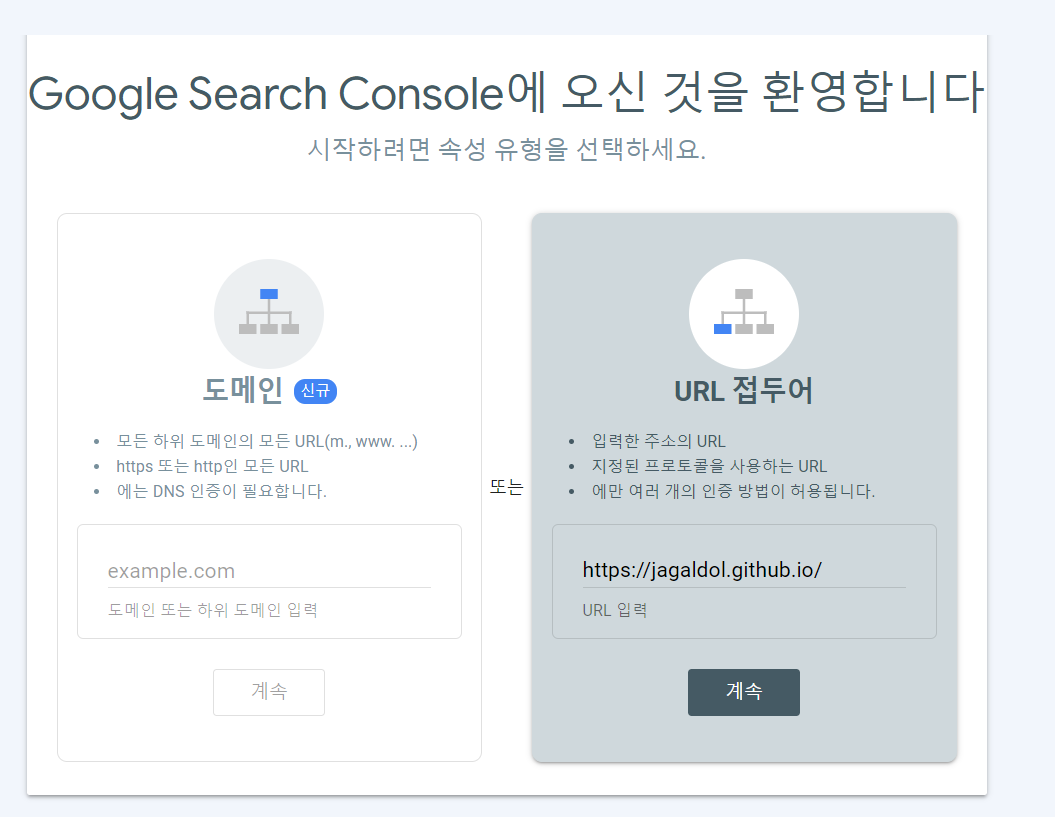 Google Search Console에 오신 것을 환영합니다
시작하려면 속성 유형을 선택하세요.
도메인 신규
• 모든 하위 도메인의 모든 URL(m., www. ...)
• https 또는 http인 모든 URL
• 에는 DNS 인증이 필요합니다.
example.com
도메인 또는 하위 도메인 입력
계속
또는
URL 접두어
• 입력한 주소의 URL
• 지정된 프로토콜을 사용하는 URL
• 에만 여러 개의 인증 방법이 허용됩니다.
https://jagaldol.github.io/
URL 입력
계속